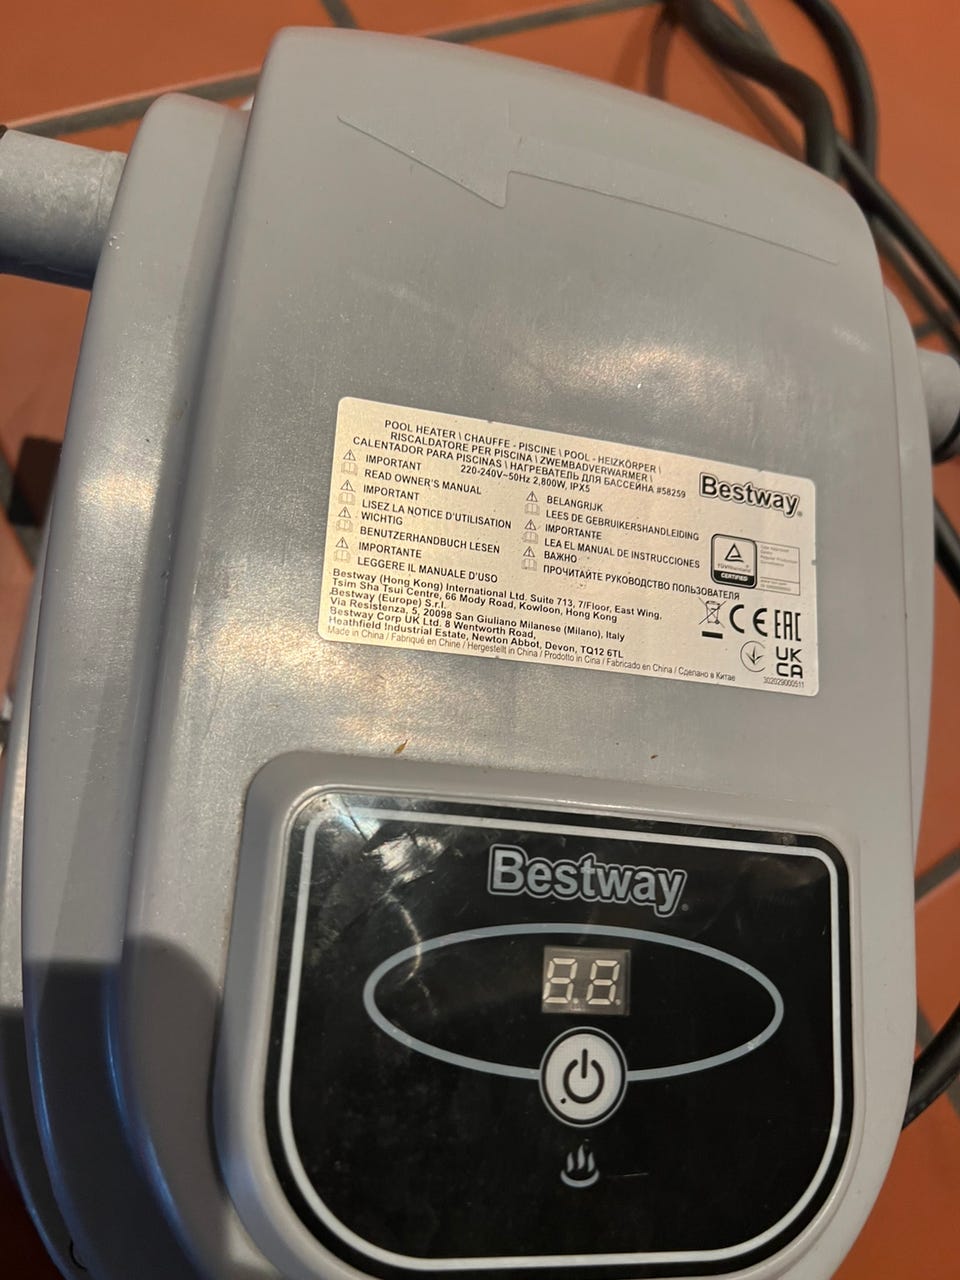 POOL HEATER \ CHAUFFE - PISCINE \ POOL - HEIZKÖRPER \
RISCALDATORE PER PISCINA \ ZWEMBADVERWARMER \
CALENTADOR PARA PISCINAS \ НАГРЕВАТЕЛЬ ДЛЯ БАССЕЙНА #58259
220-240V~50Hz 2,800W, IPX5
Bestway®
IMPORTANT
READ OWNER'S MANUAL
IMPORTANT
LISEZ LA NOTICE D'UTILISATION
WICHTIG
BENUTZERHANDBUCH LESEN
IMPORTANTE
LEGGERE IL MANUALE D'USO
BELANGRIJK
LEES DE GEBRUIKERSHANDLEIDING
IMPORTANTE
LEA EL MANUAL DE INSTRUCCIONES
ВАЖНО
ПРОЧИТАЙТЕ РУКОВОДСТВО ПОЛЬЗОВАТЕЛЯ
TÜVRheinland
CERTIFIED
Bestway (Hong Kong) International Ltd. Suite 713, 7/Floor, East Wing,
Tsim Sha Tsui Centre, 66 Mody Road, Kowloon, Hong Kong
Bestway (Europe) S.r.l.
Via Resistenza, 5, 20098 San Giuliano Milanese (Milano), Italy
Bestway Corp UK Ltd. 8 Wentworth Road,
Heathfield Industrial Estate, Newton Abbot, Devon, TQ12 6TL
Made in China / Fabriqué en Chine / Hergestellt in China / Prodotto in Cina / Fabricado en China / Сделано в Китае
CE EAC
UK
CA
302029000511
Bestway®
8.8.